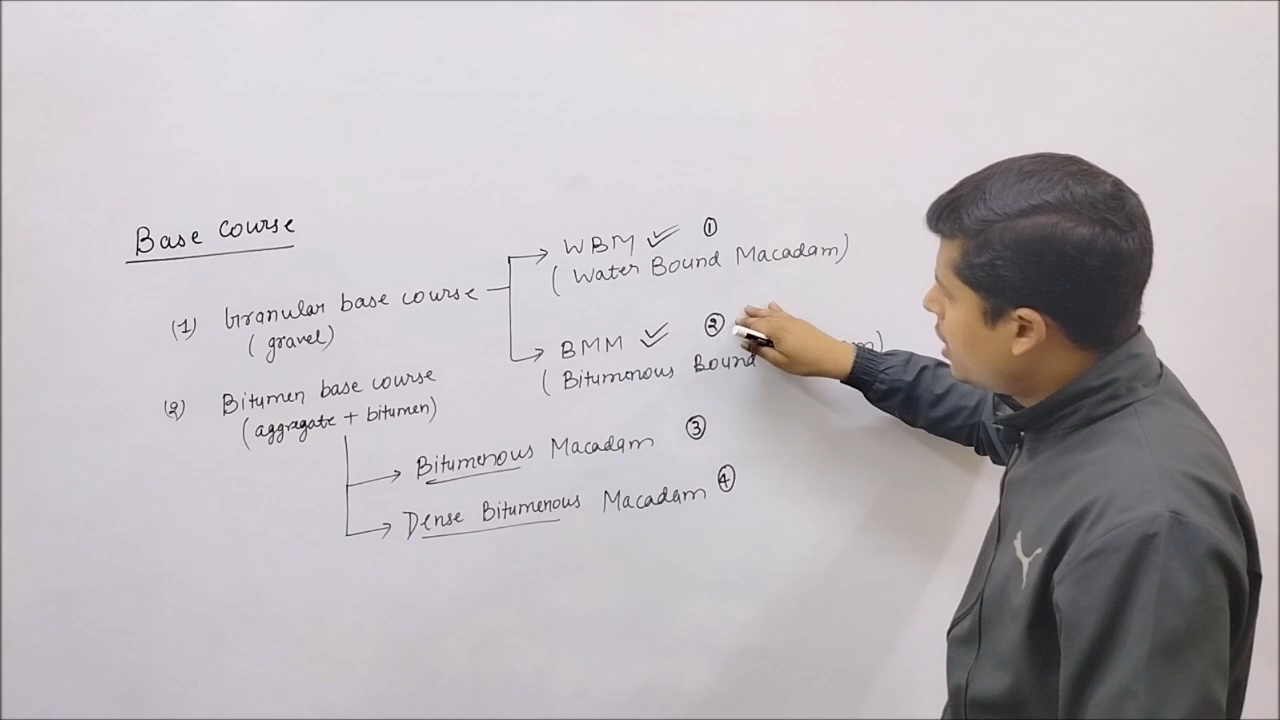 Base course
(1) Granular base course
(gravel)
WBM ①
(Water Bound Macadam)
BMM ②
(Bitumenous Bound
(2) Bitumen base course
(aggragate + bitumen)
Bitumenous Macadam ③
Dense Bitumenous Macadam ④